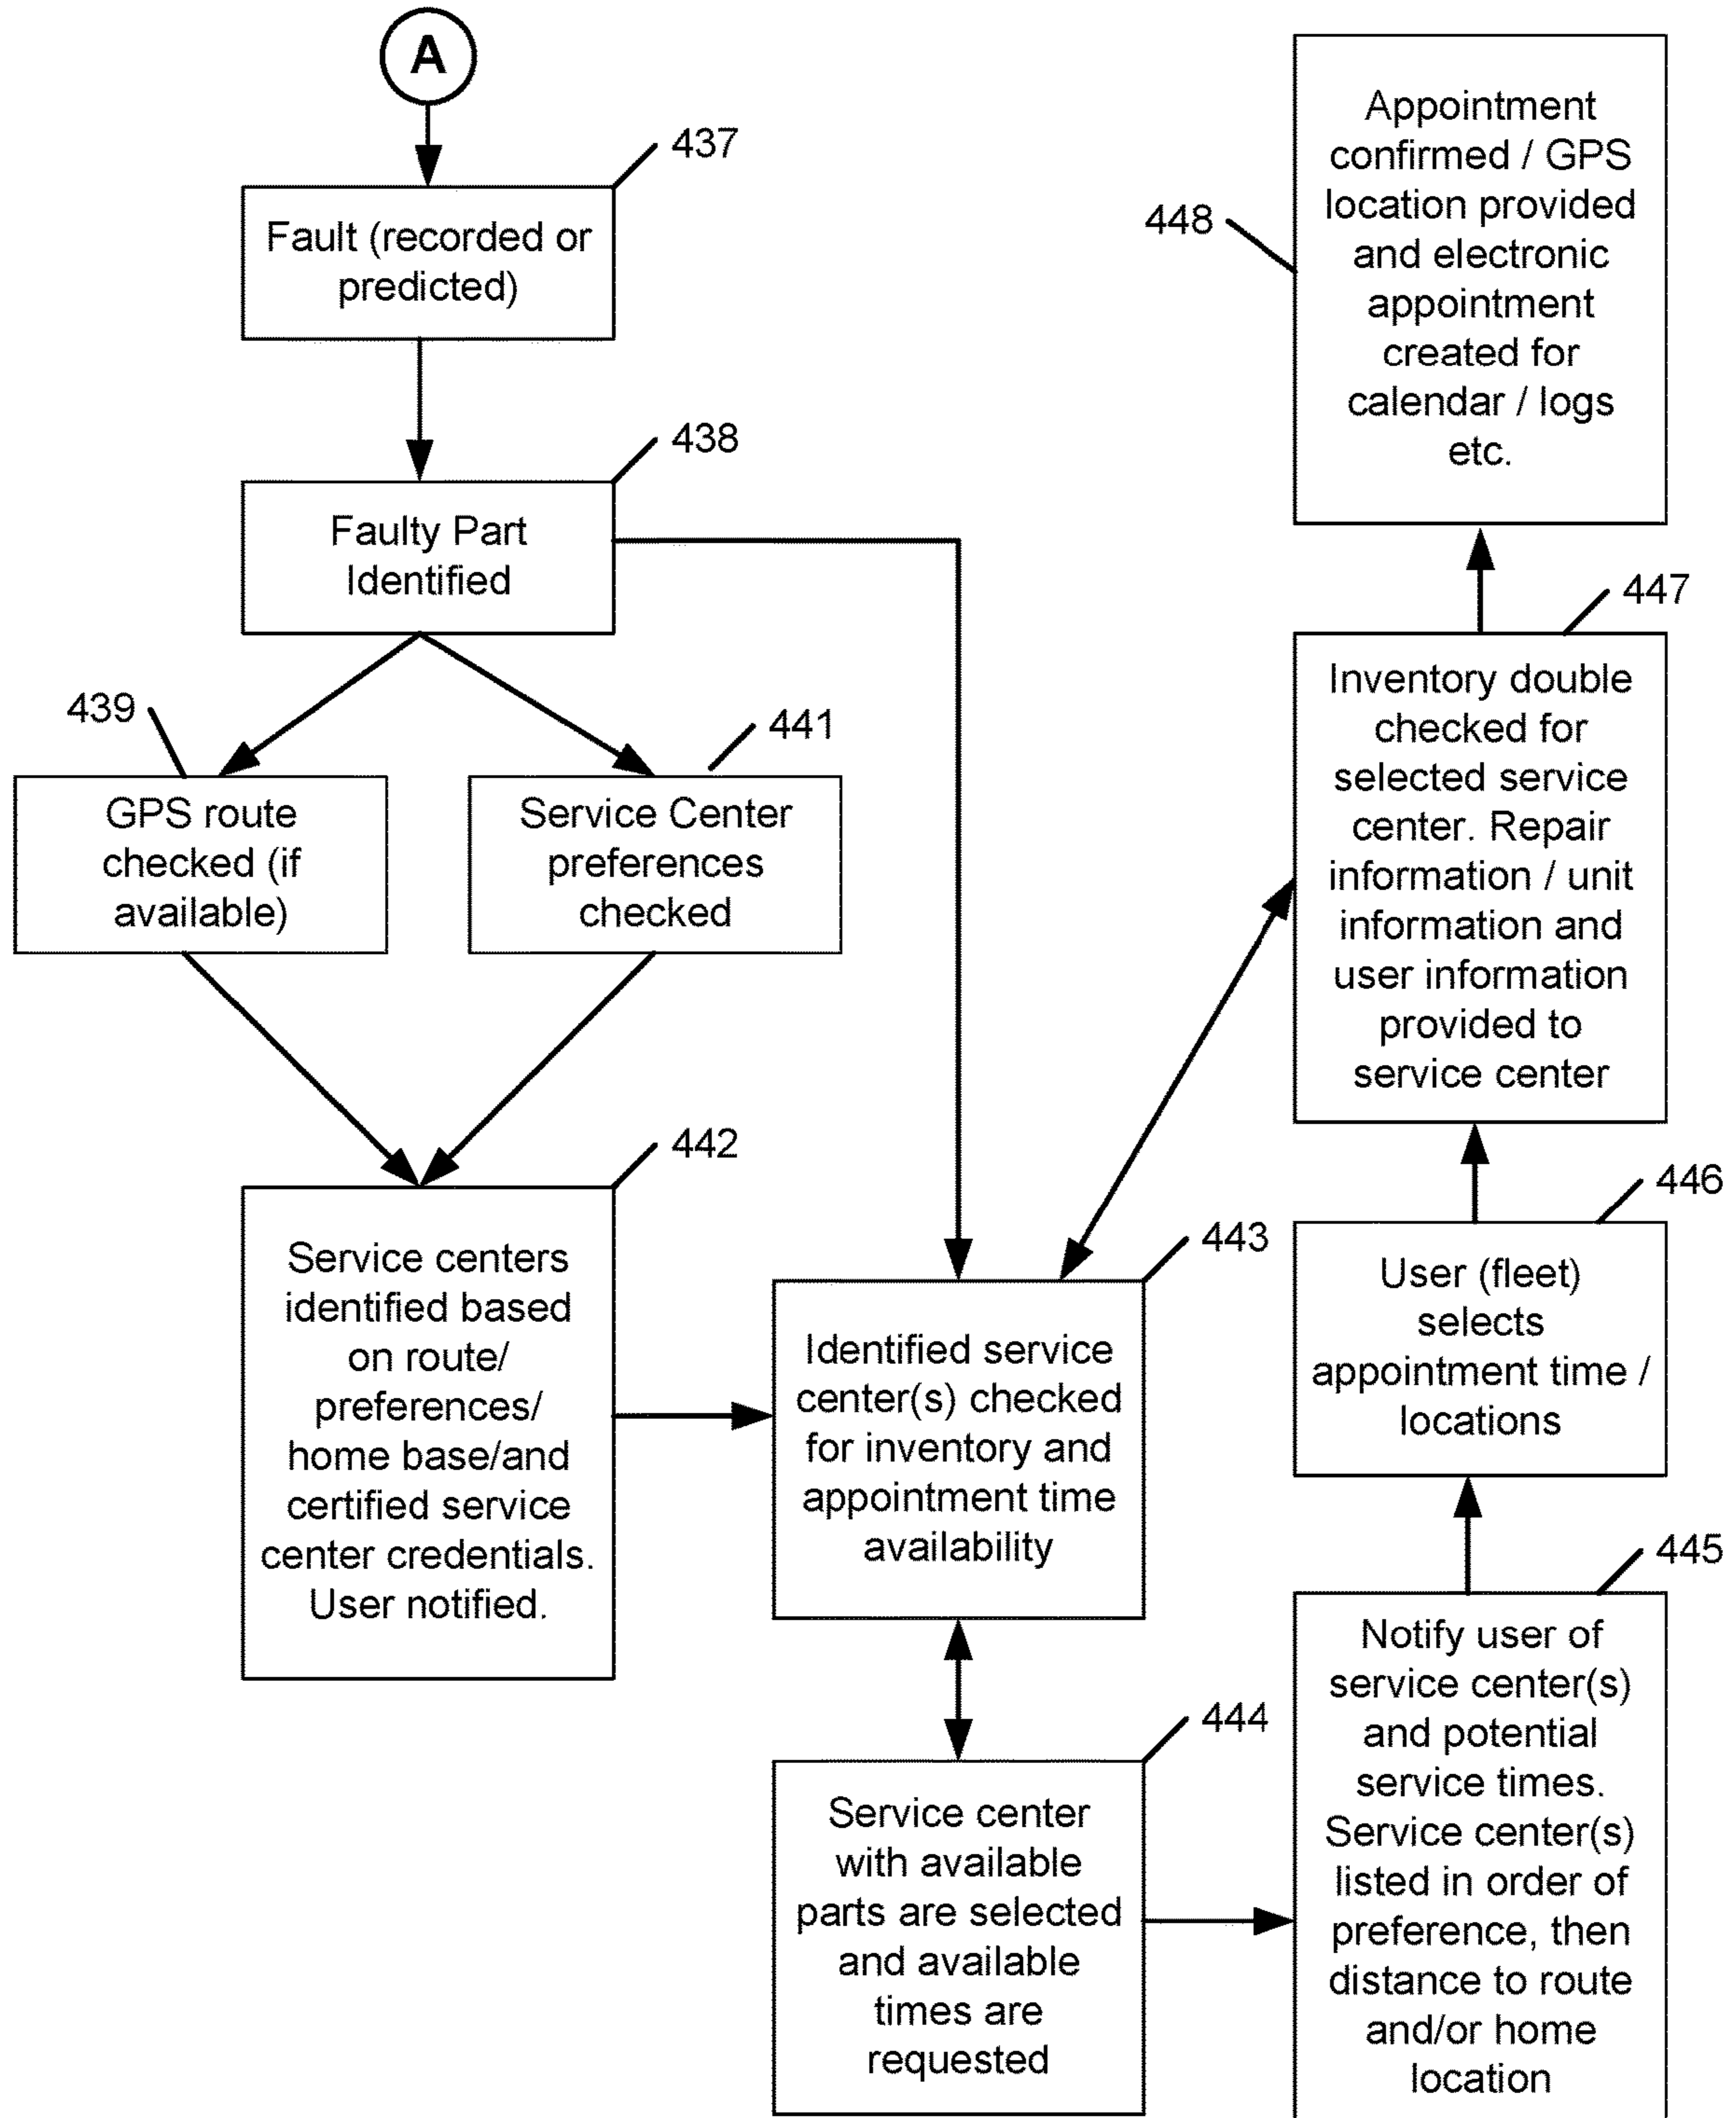 A
437
Fault (recorded or
predicted)
438
Faulty Part
Identified
439
GPS route
checked (if
available)
441
Service Center
preferences
checked
442
Service centers
identified based
on route/
preferences/
home base/and
certified service
center credentials.
User notified.
443
Identified service
center(s) checked
for inventory and
appointment time
availability
444
Service center
with available
parts are selected
and available
times are
requested
445
Notify user of
service center(s)
and potential
service times.
Service center(s)
listed in order of
preference, then
distance to route
and/or home
location
446
User (fleet)
selects
appointment time /
locations
447
Inventory double
checked for
selected service
center. Repair
information / unit
information and
user information
provided to
service center
448
Appointment
confirmed / GPS
location provided
and electronic
appointment
created for
calendar / logs
etc.